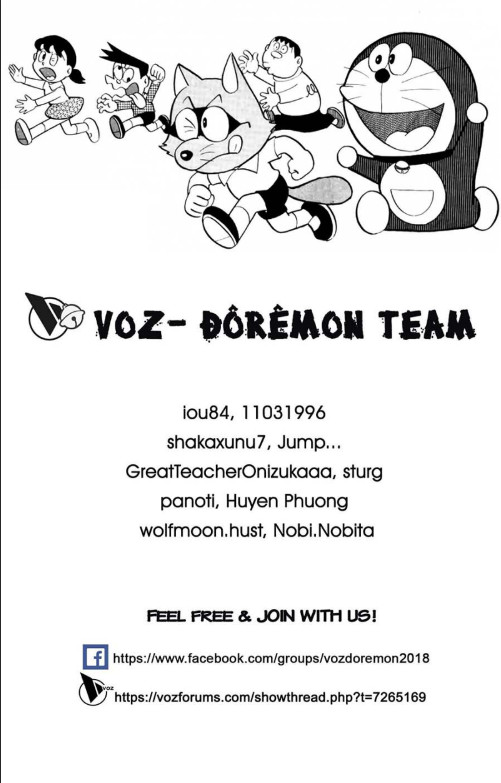 VOZ- ĐÔRÊMON TEAM
iou84, 11031996
shakaxunu7, Jump...
GreatTeacherOnizukaaa, sturg
panoti, Huyen Phuong
wolfmoon.hust, Nobi.Nobita
FEEL FREE & JOIN WITH US!
https://www.facebook.com/groups/vozdoremon2018
voz https://vozforums.com/showthread.php?t=7265169